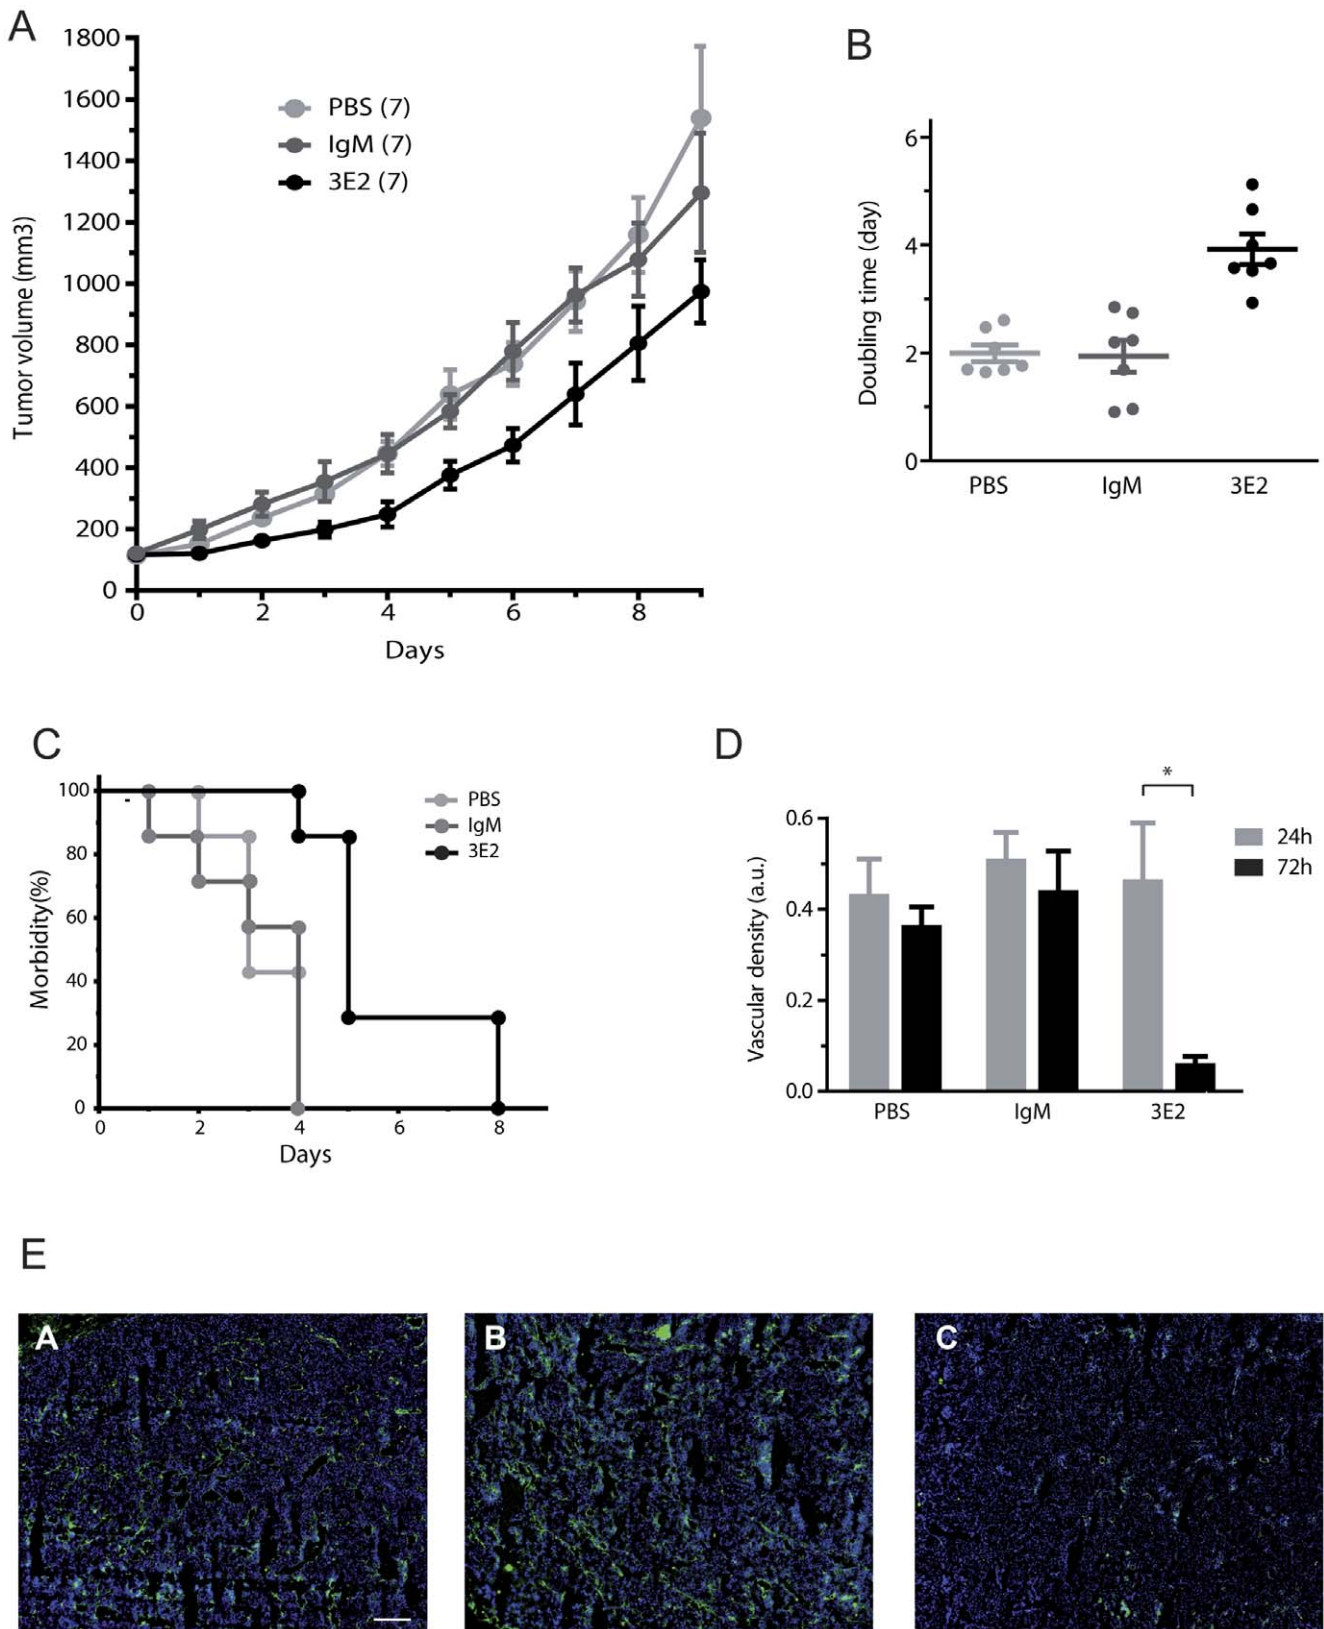 A
1800
1600
1400
1200
1000
800
600
400
200
0
Tumor volume (mm3)
PBS (7)
IgM (7)
3E2 (7)
0 2 4 6 8
Days
B
6
4
2
0
Doubling time (day)
PBS IgM 3E2
C
100
80
60
40
20
0
Morbidity(%)
PBS
IgM
3E2
0 2 4 6 8
Days
D
*
0.6
0.4
0.2
0.0
Vascular density (a.u.)
24h
72h
PBS IgM 3E2
E
A B C